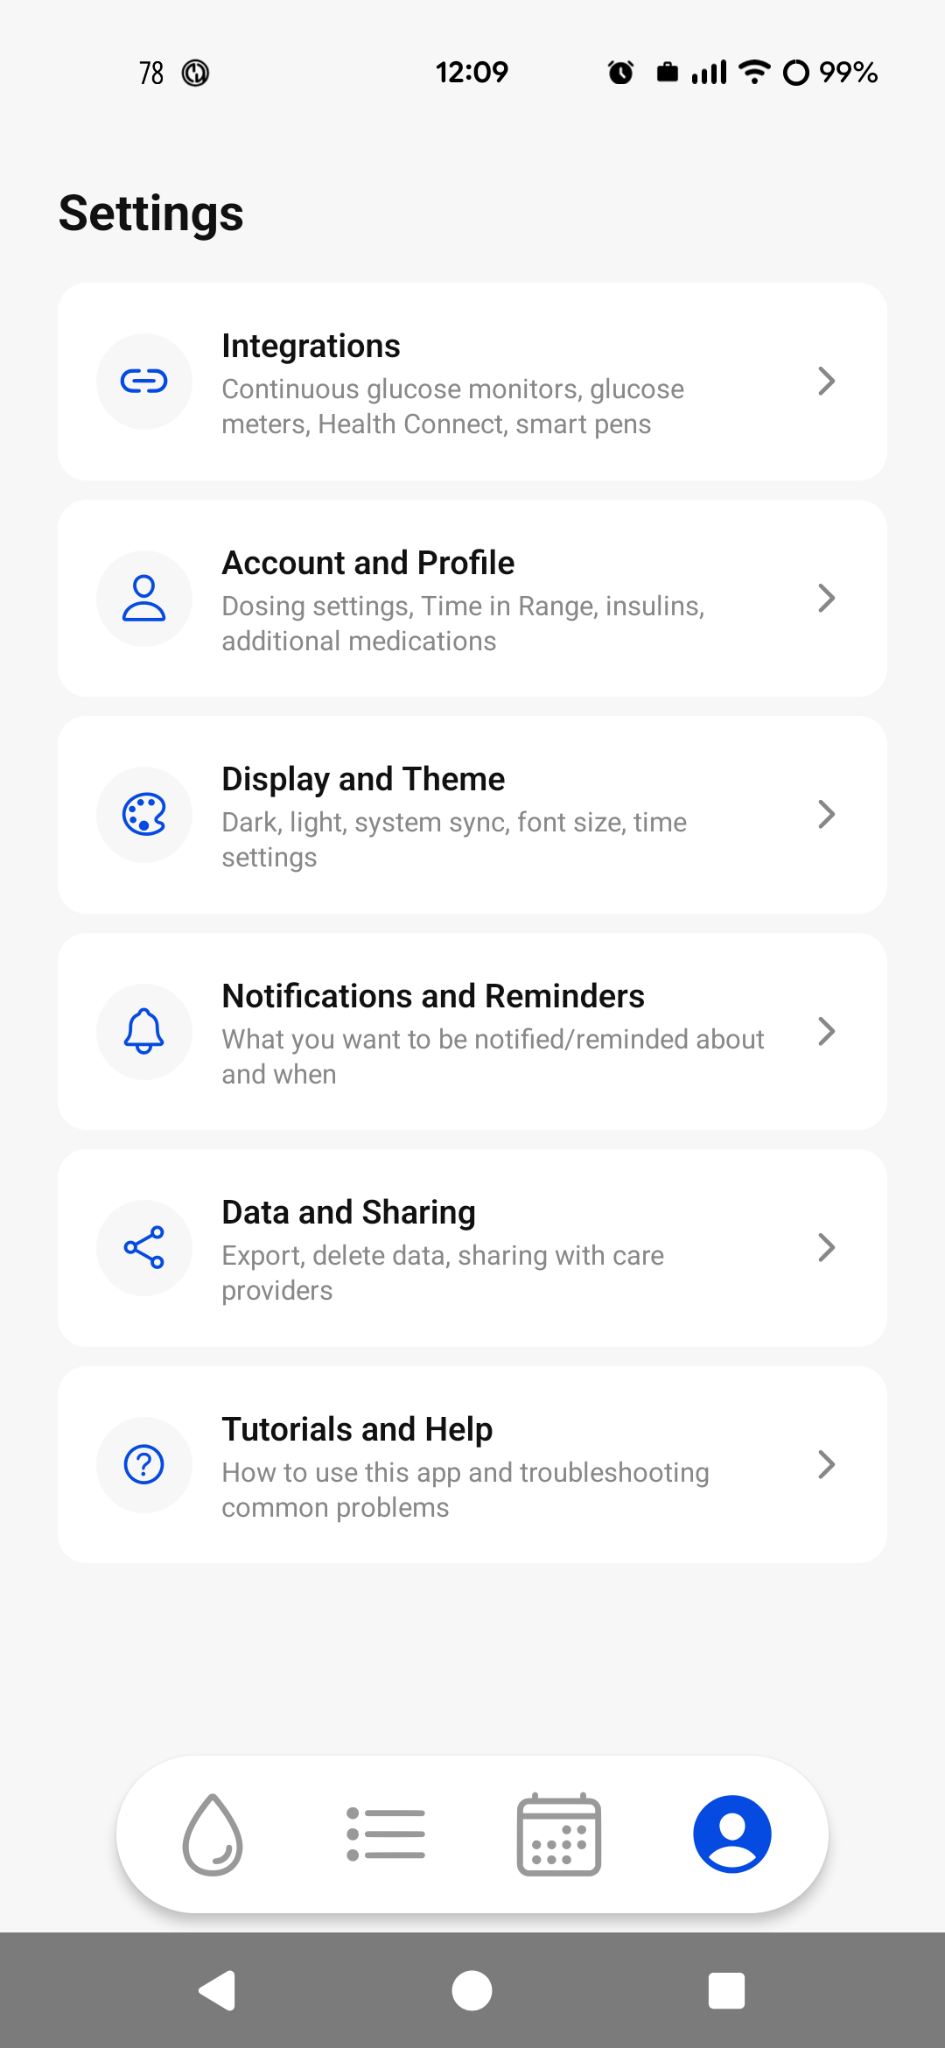 78 12:09 99%
Settings
Integrations
Continuous glucose monitors, glucose
meters, Health Connect, smart pens
Account and Profile
Dosing settings, Time in Range, insulins,
additional medications
Display and Theme
Dark, light, system sync, font size, time
settings
Notifications and Reminders
What you want to be notified/reminded about
and when
Data and Sharing
Export, delete data, sharing with care
providers
Tutorials and Help
How to use this app and troubleshooting
common problems